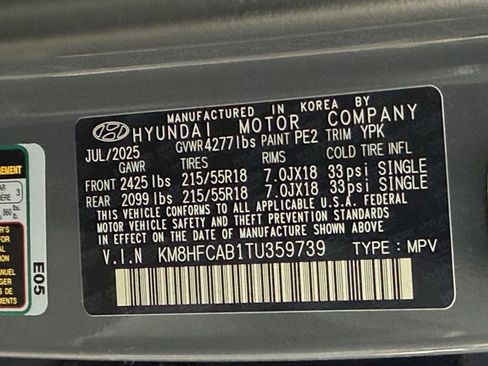 MANUFACTURED IN KOREA BY
HYUNDAI MOTOR COMPANY
JUL/2025 GVWR 4277 lbs PAINT PE2 TRIM YPK
GAWR TIRES RIMS COLD TIRE INFL
FRONT 2425 lbs 215/55R18 7.0JX18 33psi SINGLE
REAR 2099 lbs 215/55R18 7.0JX18 33psi SINGLE
THIS VEHICLE CONFORMS TO ALL APPLICABLE U.S.A. FEDERAL
MOTOR VEHICLE SAFETY AND THEFT PREVENTION STANDARDS
IN EFFECT ON THE DATE OF MANUFACTURE SHOWN ABOVE.
V.I.N KM8HFCAB1TU359739 TYPE : MPV
3
860 lbs.
E05